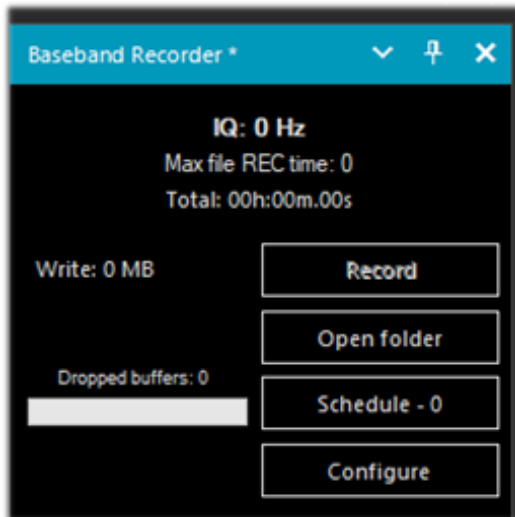 Baseband Recorder *
IQ: 0 Hz
Max file REC time: 0
Total: 00h:00m.00s
Write: 0 MB
Record
Open folder
Dropped buffers: 0
Schedule - 0
Configure